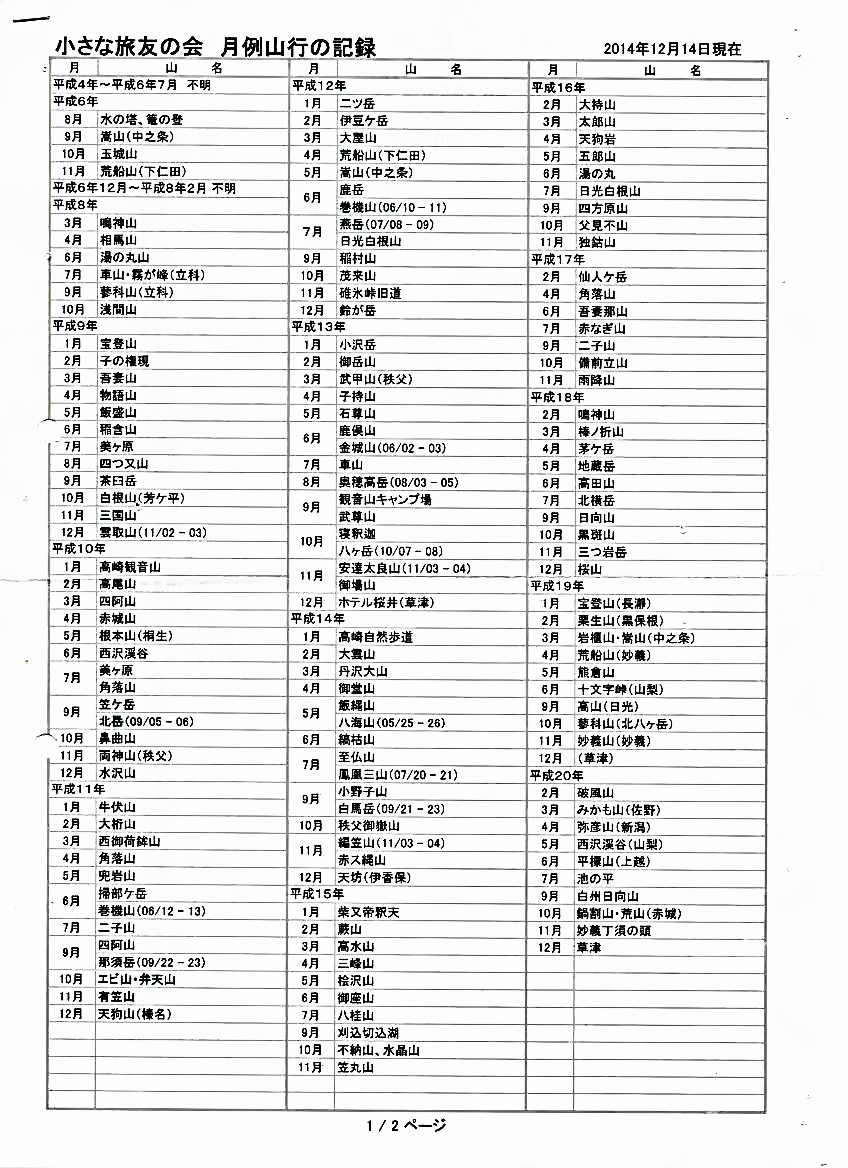 小さな旅友の会 月例山行の記録
2014年12月14日現在
月 山 名
平成4年～平成6年7月 不明
平成6年
8月 水の塔、篭の登
9月 嵩山(中之条)
10月 玉城山
11月 荒船山(下仁田)
平成6年12月～平成8年2月 不明
平成8年
3月 鳴神山
4月 相馬山
6月 湯の丸山
7月 車山・霧が峰(立科)
9月 蓼科山(立科)
10月 浅間山
平成9年
1月 宝登山
2月 子の権現
3月 吾妻山
4月 物語山
5月 飯盛山
6月 稲含山
7月 美ヶ原
8月 四つ又山
9月 茶臼岳
10月 白根山(芳ケ平)
11月 三国山
12月 雲取山(11/02－03)
平成10年
1月 高崎観音山
2月 高尾山
3月 四阿山
4月 赤城山
5月 根本山(桐生)
6月 西沢渓谷
7月 美ヶ原
角落山
9月 笠ケ岳
北岳(09/05－06)
10月 鼻曲山
11月 両神山(秩父)
12月 水沢山
平成11年
1月 牛伏山
2月 大桁山
3月 西御荷鉾山
4月 角落山
5月 兜岩山
6月 掃部ケ岳
巻機山(06/12－13)
7月 二子山
9月 四阿山
那須岳(09/22－23)
10月 エビ山・弁天山
11月 有笠山
12月 天狗山(榛名)
月 山 名
平成12年
1月 二ツ岳
2月 伊豆ケ岳
3月 大屋山
4月 荒船山(下仁田)
5月 嵩山(中之条)
6月 鹿岳
巻機山(06/10－11)
7月 燕岳(07/08－09)
日光白根山
9月 稲村山
10月 茂来山
11月 碓氷峠旧道
12月 鈴が岳
平成13年
1月 小沢岳
2月 御岳山
3月 武甲山(秩父)
4月 子持山
5月 石尊山
6月 鹿俣山
金城山(06/02－03)
7月 車山
8月 奥穂高岳(08/03－05)
9月 観音山キャンプ場
武尊山
10月 寝釈迦
八ヶ岳(10/07－08)
11月 安達太良山(11/03－04)
御場山
12月 ホテル桜井(草津)
平成14年
1月 高崎自然歩道
2月 大雲山
3月 丹沢大山
4月 御堂山
5月 飯縄山
八海山(05/25－26)
6月 縞枯山
7月 至仏山
鳳凰三山(07/20－21)
9月 小野子山
白馬岳(09/21－23)
10月 秩父御嶽山
11月 編笠山(11/03－04)
赤久縄山
12月 天坊(伊香保)
平成15年
1月 柴又帝釈天
2月 蕨山
3月 高水山
4月 三峰山
5月 桧沢山
6月 御座山
7月 八柱山
9月 刈込切込湖
10月 不納山、水晶山
11月 笠丸山
月 山 名
平成16年
2月 大持山
3月 太郎山
4月 天狗岩
5月 五郎山
6月 湯の丸
7月 日光白根山
9月 四方原山
10月 父見不山
11月 独鈷山
平成17年
2月 仙人ケ岳
4月 角落山
6月 吾妻耶山
7月 赤なぎ山
9月 二子山
10月 備前立山
11月 雨降山
平成18年
2月 鳴神山
3月 棒ノ折山
4月 茅ケ岳
5月 地蔵岳
6月 高田山
7月 北横岳
9月 日向山
10月 黒斑山
11月 三つ岩岳
12月 桜山
平成19年
1月 宝登山(長瀞)
2月 栗生山(黒保根)
3月 岩櫃山・嵩山(中之条)
4月 荒船山(妙義)
5月 熊倉山
6月 十文字峠(山梨)
9月 高山(日光)
10月 蓼科山(北八ヶ岳)
11月 妙義山(妙義)
12月 (草津)
平成20年
2月 破風山
3月 みかも山(佐野)
4月 弥彦山(新潟)
5月 西沢渓谷(山梨)
6月 平標山(上越)
7月 池の平
9月 白州日向山
10月 鍋割山・荒山(赤城)
11月 妙義丁須の頭
12月 草津
1/2ページ